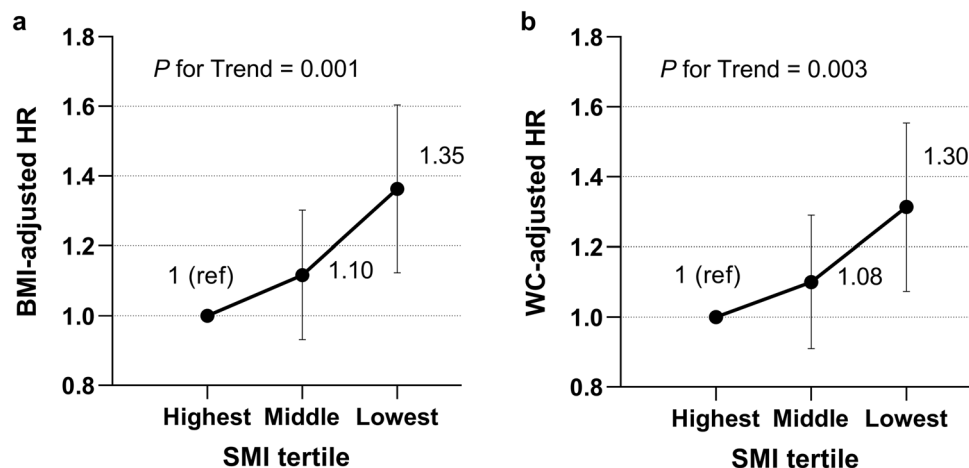 a
BMI-adjusted HR
1.8
1.6
1.4
1.2
1.0
0.8
P for Trend = 0.001
1 (ref)
1.10
1.35
Highest Middle Lowest
SMI tertile
b
WC-adjusted HR
1.8
1.6
1.4
1.2
1.0
0.8
P for Trend = 0.003
1 (ref)
1.08
1.30
Highest Middle Lowest
SMI tertile